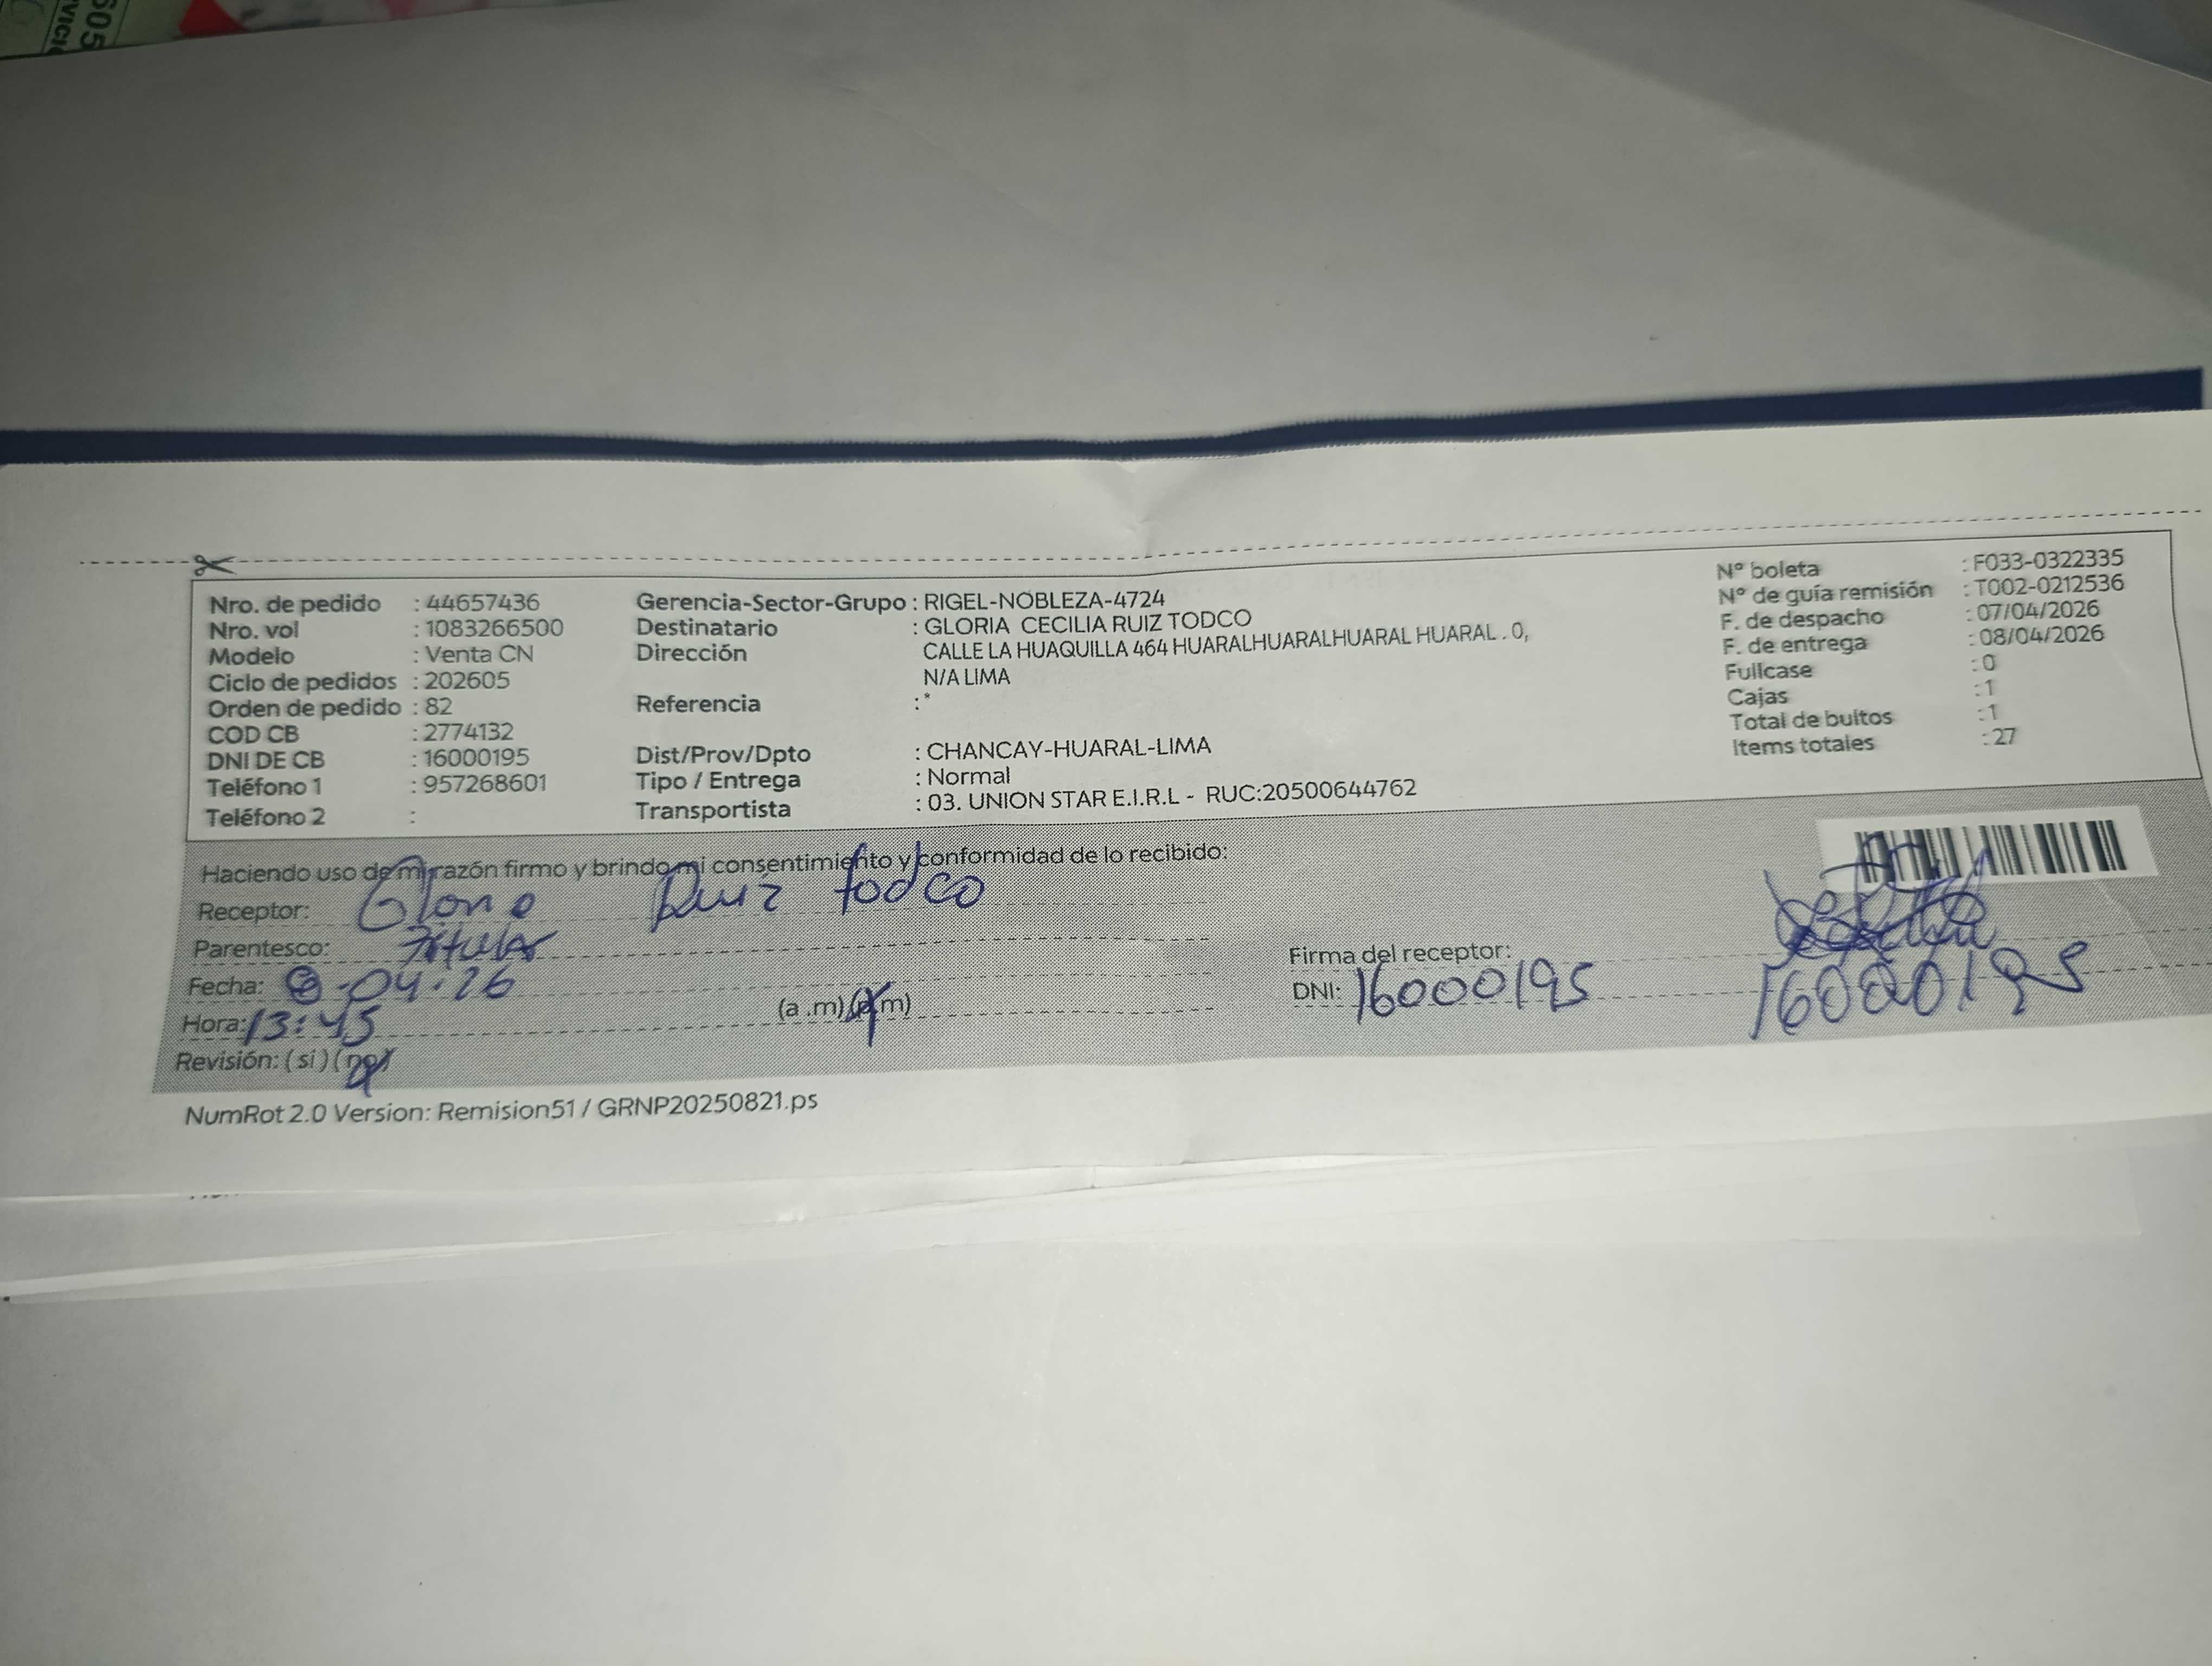 605
VICI
Nro. de pedido : 44657436
Nro. vol : 1083266500
Modelo : Venta CN
Ciclo de pedidos : 202605
Orden de pedido : 82
COD CB : 2774132
DNI DE CB : 16000195
Teléfono 1 : 957268601
Teléfono 2 :
Gerencia-Sector-Grupo : RIGEL-NOBLEZA-4724
Destinatario : GLORIA CECILIA RUIZ TODCO
Dirección CALLE LA HUAQUILLA 464 HUARALHUARALHUARAL HUARAL . 0,
N/A LIMA
Referencia : *
Dist/Prov/Dpto : CHANCAY-HUARAL-LIMA
Tipo / Entrega : Normal
Transportista : 03. UNION STAR E.I.R.L - RUC:20500644762
N° boleta : F033-0322335
N° de guía remisión : T002-0212536
F. de despacho : 07/04/2026
F. de entrega : 08/04/2026
Fullcase : 0
Cajas : 1
Total de bultos : 1
Items totales : 27
Haciendo uso de mi razón firmo y brindo mi consentimiento y conformidad de lo recibido:
Receptor: Gloria Ruiz todco
Parentesco: Titular
Fecha: 8-04-26
Hora: 13:45 (a .m) (p.m)
Revisión: (si) (no)
Firma del receptor:
DNI: 16000195
16000195
NumRot 2.0 Version: Remision51 / GRNP20250821.ps